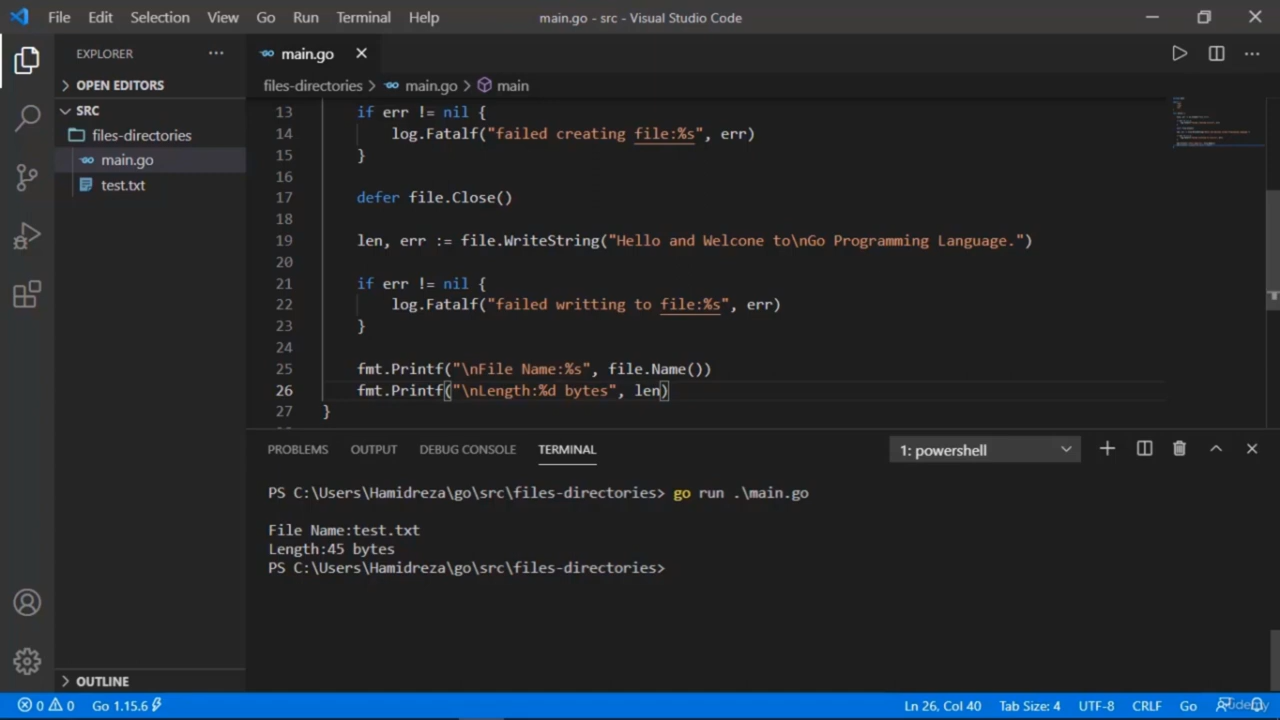 File Edit Selection View Go Run Terminal Help
main.go - src - Visual Studio Code
EXPLORER
OPEN EDITORS
SRC
files-directories
main.go
test.txt
OUTLINE
main.go
files-directories > main.go > main
13 if err != nil {
14 log.Fatalf("failed creating file:%s", err)
15 }
16
17 defer file.Close()
18
19 len, err := file.WriteString("Hello and Welcone to\nGo Programming Language.")
20
21 if err != nil {
22 log.Fatalf("failed writting to file:%s", err)
23 }
24
25 fmt.Printf("\nFile Name:%s", file.Name())
26 fmt.Printf("\nLength:%d bytes", len)
27 }
PROBLEMS OUTPUT DEBUG CONSOLE TERMINAL
1: powershell
PS C:\Users\Hamidreza\go\src\files-directories> go run .\main.go
File Name:test.txt
Length:45 bytes
PS C:\Users\Hamidreza\go\src\files-directories>
0 0 Go 1.15.6
Ln 26, Col 40 Tab Size: 4 UTF-8 CRLF Go